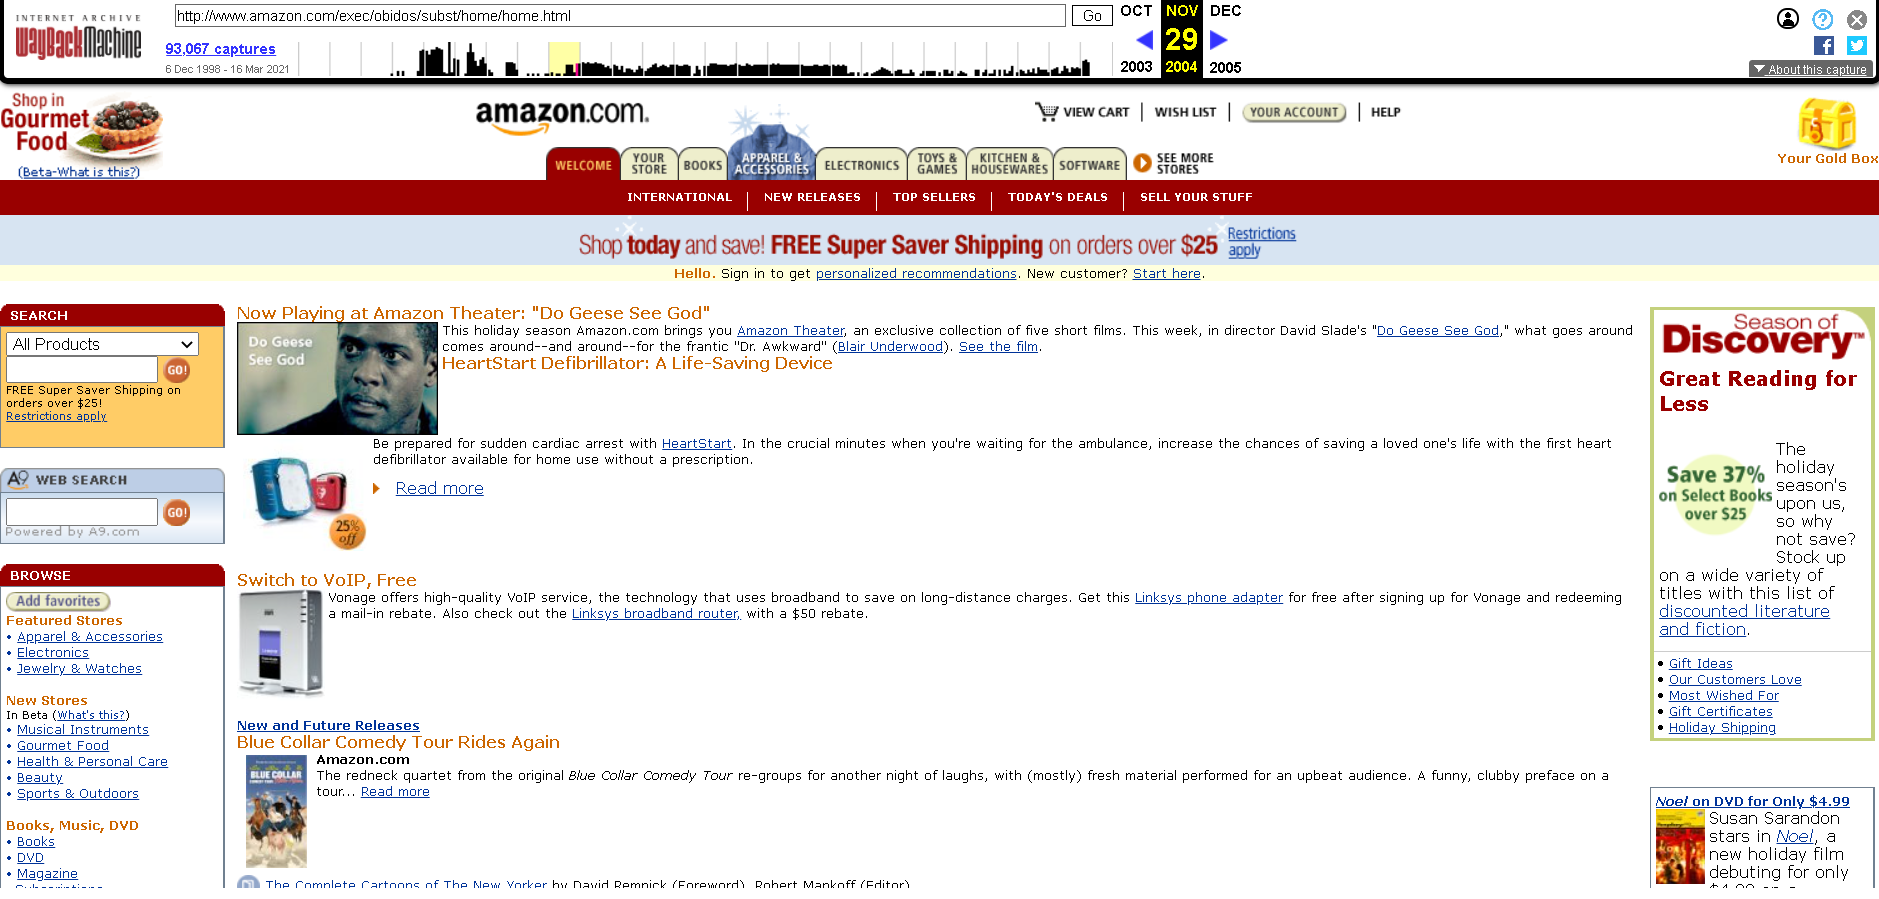 INTERNET ARCHIVE
WayBackMachine
http://www.amazon.com/exec/obidos/subst/home/home.html
Go
93,067 captures
6 Dec 1998 - 16 Mar 2021
OCT
NOV
DEC
29
2003
2004
2005
About this capture
Shop in
Gourmet
Food
(Beta-What is this?)
amazon.com.
VIEW CART
WISH LIST
YOUR ACCOUNT
HELP
Your Gold Box
WELCOME
YOUR STORE
BOOKS
APPAREL & ACCESSORIES
ELECTRONICS
TOYS & GAMES
KITCHEN & HOUSEWARES
SOFTWARE
SEE MORE STORES
INTERNATIONAL
NEW RELEASES
TOP SELLERS
TODAY'S DEALS
SELL YOUR STUFF
Shop today and save! FREE Super Saver Shipping on orders over $25 Restrictions
apply
Hello. Sign in to get personalized recommendations. New customer? Start here.
SEARCH
All Products
GO!
FREE Super Saver Shipping on
orders over $25!
Restrictions apply
A9 WEB SEARCH
GO!
Powered by A9.com
BROWSE
Add favorites
Featured Stores
• Apparel & Accessories
• Electronics
• Jewelry & Watches
New Stores
In Beta (What's this?)
• Musical Instruments
• Gourmet Food
• Health & Personal Care
• Beauty
• Sports & Outdoors
Books, Music, DVD
• Books
• DVD
• Magazine
Now Playing at Amazon Theater: "Do Geese See God"
Do Geese
See God
This holiday season Amazon.com brings you Amazon Theater, an exclusive collection of five short films. This week, in director David Slade's "Do Geese See God," what goes around
comes around--and around--for the frantic "Dr. Awkward" (Blair Underwood). See the film.
HeartStart Defibrillator: A Life-Saving Device
Be prepared for sudden cardiac arrest with HeartStart. In the crucial minutes when you're waiting for the ambulance, increase the chances of saving a loved one's life with the first heart
defibrillator available for home use without a prescription.
Read more
25%
off
Switch to VoIP, Free
Vonage offers high-quality VoIP service, the technology that uses broadband to save on long-distance charges. Get this Linksys phone adapter for free after signing up for Vonage and redeeming
a mail-in rebate. Also check out the Linksys broadband router, with a $50 rebate.
New and Future Releases
Blue Collar Comedy Tour Rides Again
BLUE COLLAR
Amazon.com
The redneck quartet from the original Blue Collar Comedy Tour re-groups for another night of laughs, with (mostly) fresh material performed for an upbeat audience. A funny, clubby preface on a
tour... Read more
The Complete Cartoons of The New Yorker by David Remnick (Foreword), Robert Mankoff (Editor)
Season of
Discovery™
Great Reading for
Less
Save 37%
on Select Books
over $25
The
holiday
season's
upon us,
so why
not save?
Stock up
on a wide variety of
titles with this list of
discounted literature
and fiction.
• Gift Ideas
• Our Customers Love
• Most Wished For
• Gift Certificates
• Holiday Shipping
Noel on DVD for Only $4.99
Susan Sarandon
stars in Noel, a
new holiday film
debuting for only